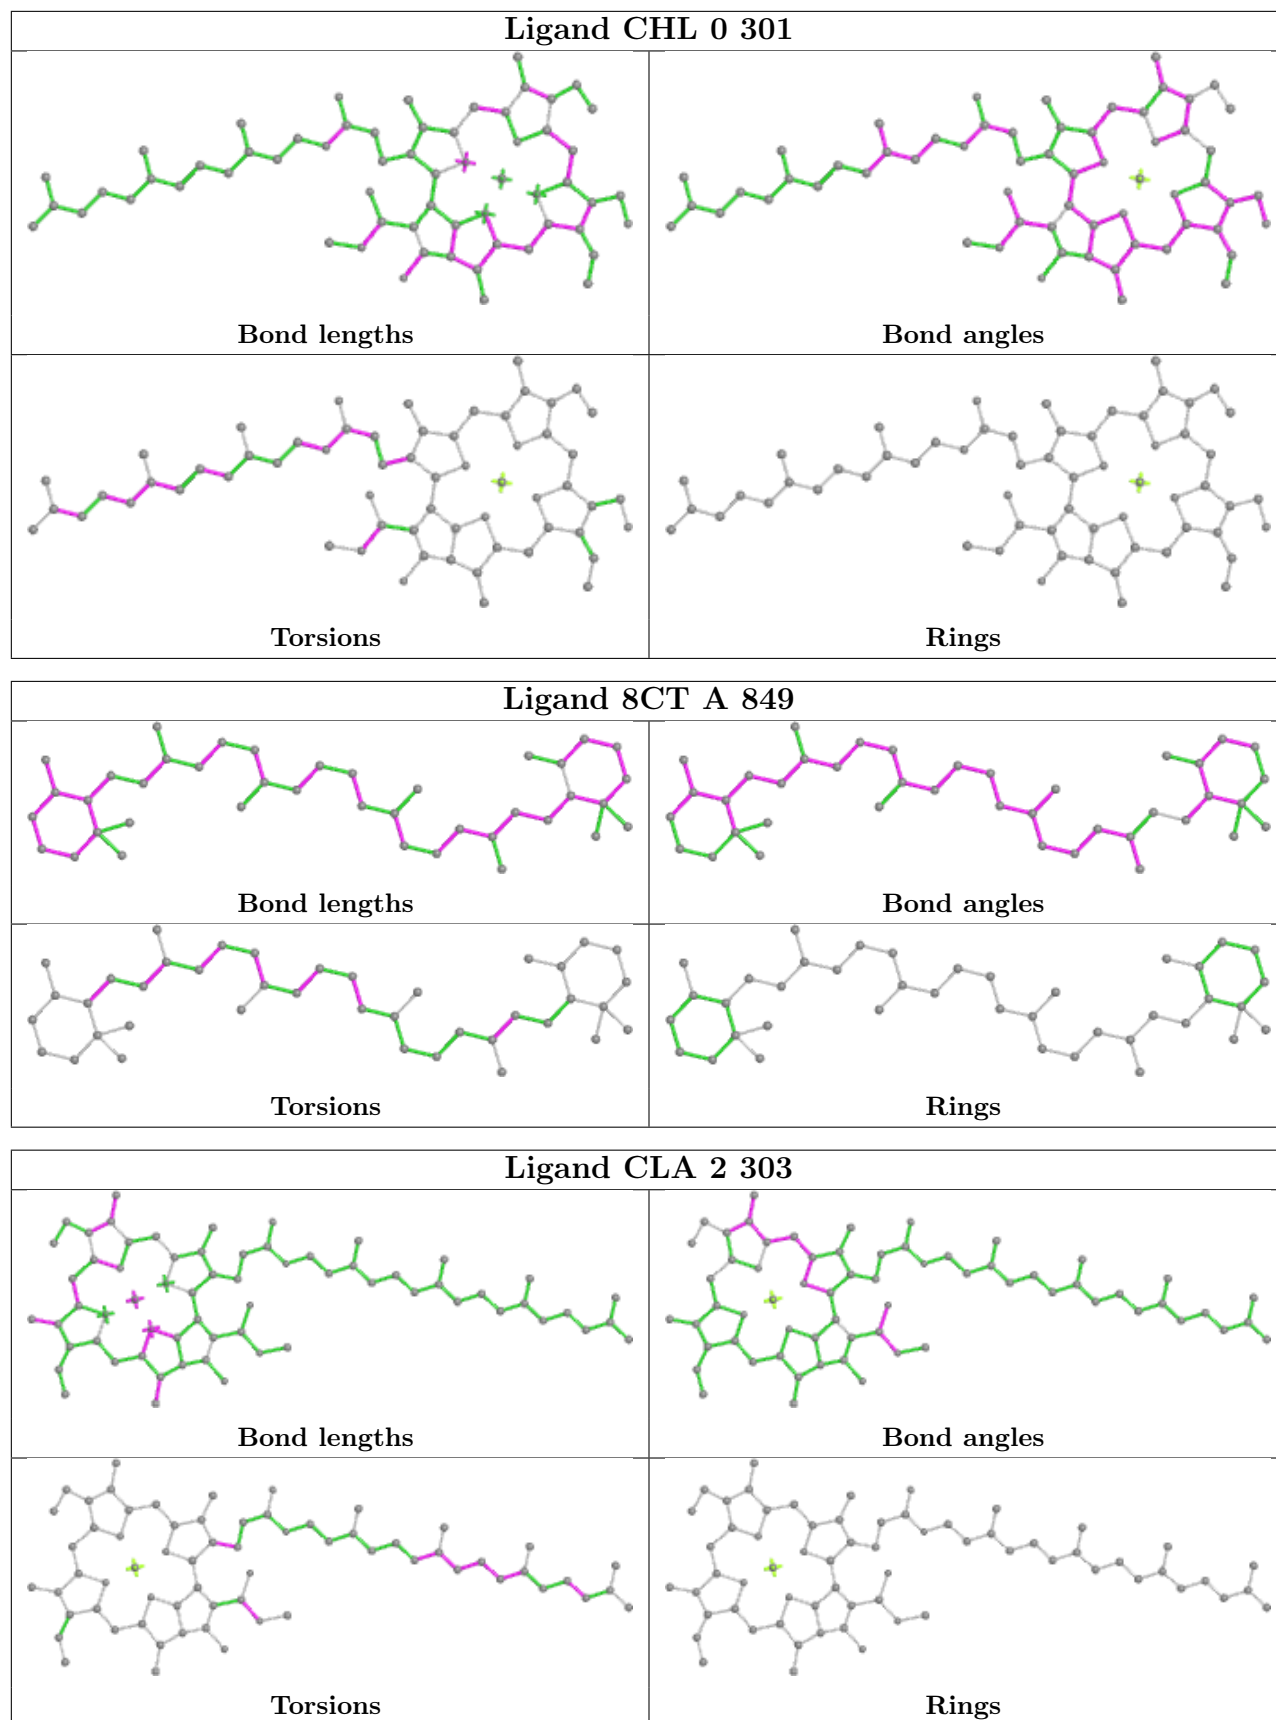 Ligand CHL 0 301
Bond lengths
Bond angles
Torsions
Rings
Ligand 8CT A 849
Bond lengths
Bond angles
Torsions
Rings
Ligand CLA 2 303
Bond lengths
Bond angles
Torsions
Rings